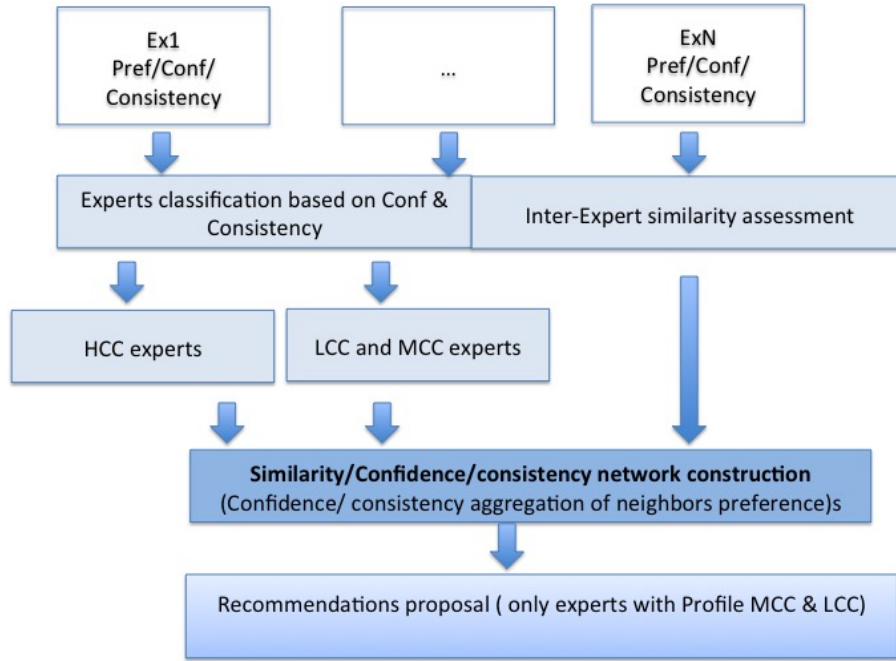 Ex1
Pref/Conf/
Consistency
...
ExN
Pref/Conf/
Consistency
Experts classification based on Conf &
Consistency
Inter-Expert similarity assessment
HCC experts
LCC and MCC experts
Similarity/Confidence/consistency network construction
(Confidence/ consistency aggregation of neighbors preference)s
Recommendations proposal ( only experts with Profile MCC & LCC)